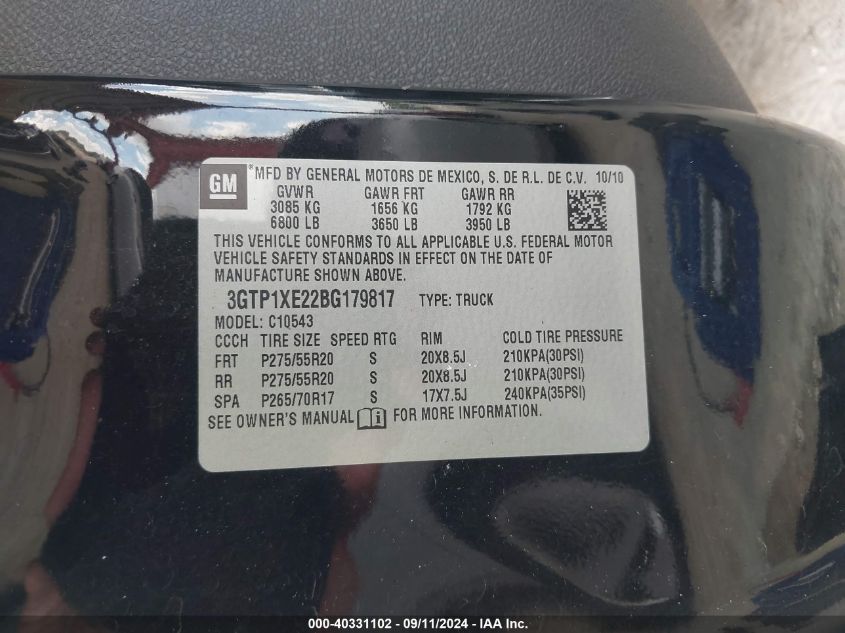 GM
*MFD BY GENERAL MOTORS DE MEXICO, S. DE R.L. DE C.V. 10/10
GVWR GAWR FRT GAWR RR
3085 KG 1656 KG 1792 KG
6800 LB 3650 LB 3950 LB
THIS VEHICLE CONFORMS TO ALL APPLICABLE U.S. FEDERAL MOTOR
VEHICLE SAFETY STANDARDS IN EFFECT ON THE DATE OF
MANUFACTURE SHOWN ABOVE.
3GTP1XE22BG179817 TYPE: TRUCK
MODEL: C10543
CCCH TIRE SIZE SPEED RTG RIM COLD TIRE PRESSURE
FRT P275/55R20 S 20X8.5J 210KPA(30PSI)
RR P275/55R20 S 20X8.5J 210KPA(30PSI)
SPA P265/70R17 S 17X7.5J 240KPA(35PSI)
SEE OWNER'S MANUAL FOR MORE INFORMATION.
000-40331102 - 09/11/2024 - IAA Inc.